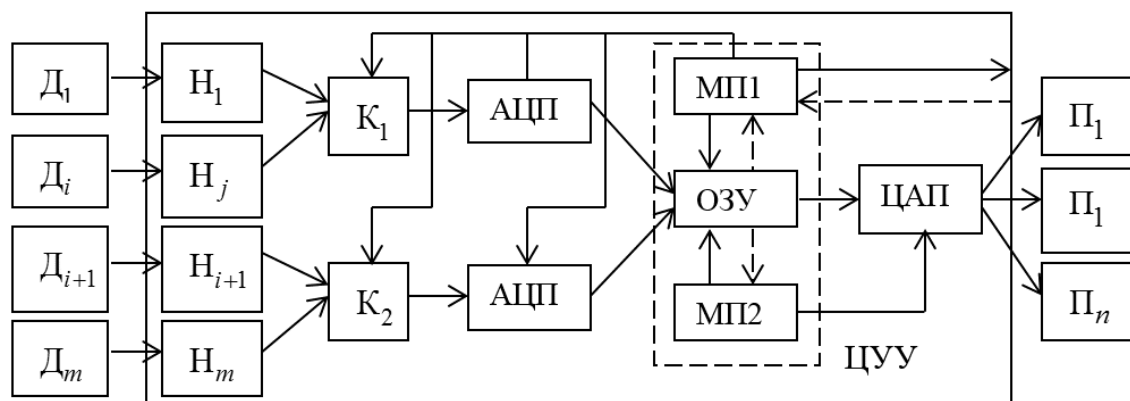 Д1
Н1
К1
АЦП
МП1
П1
Дi
Нj
ОЗУ
ЦАП
П1
Дi+1
Нi+1
К2
АЦП
МП2
Пn
Дm
Нm
ЦУУ